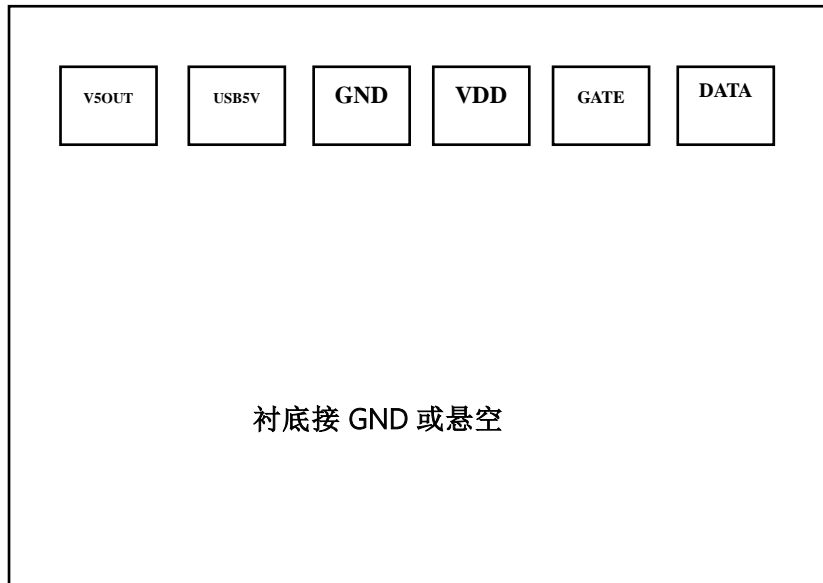 V5OUT USB5V GND VDD GATE DATA
衬底接 GND 或悬空